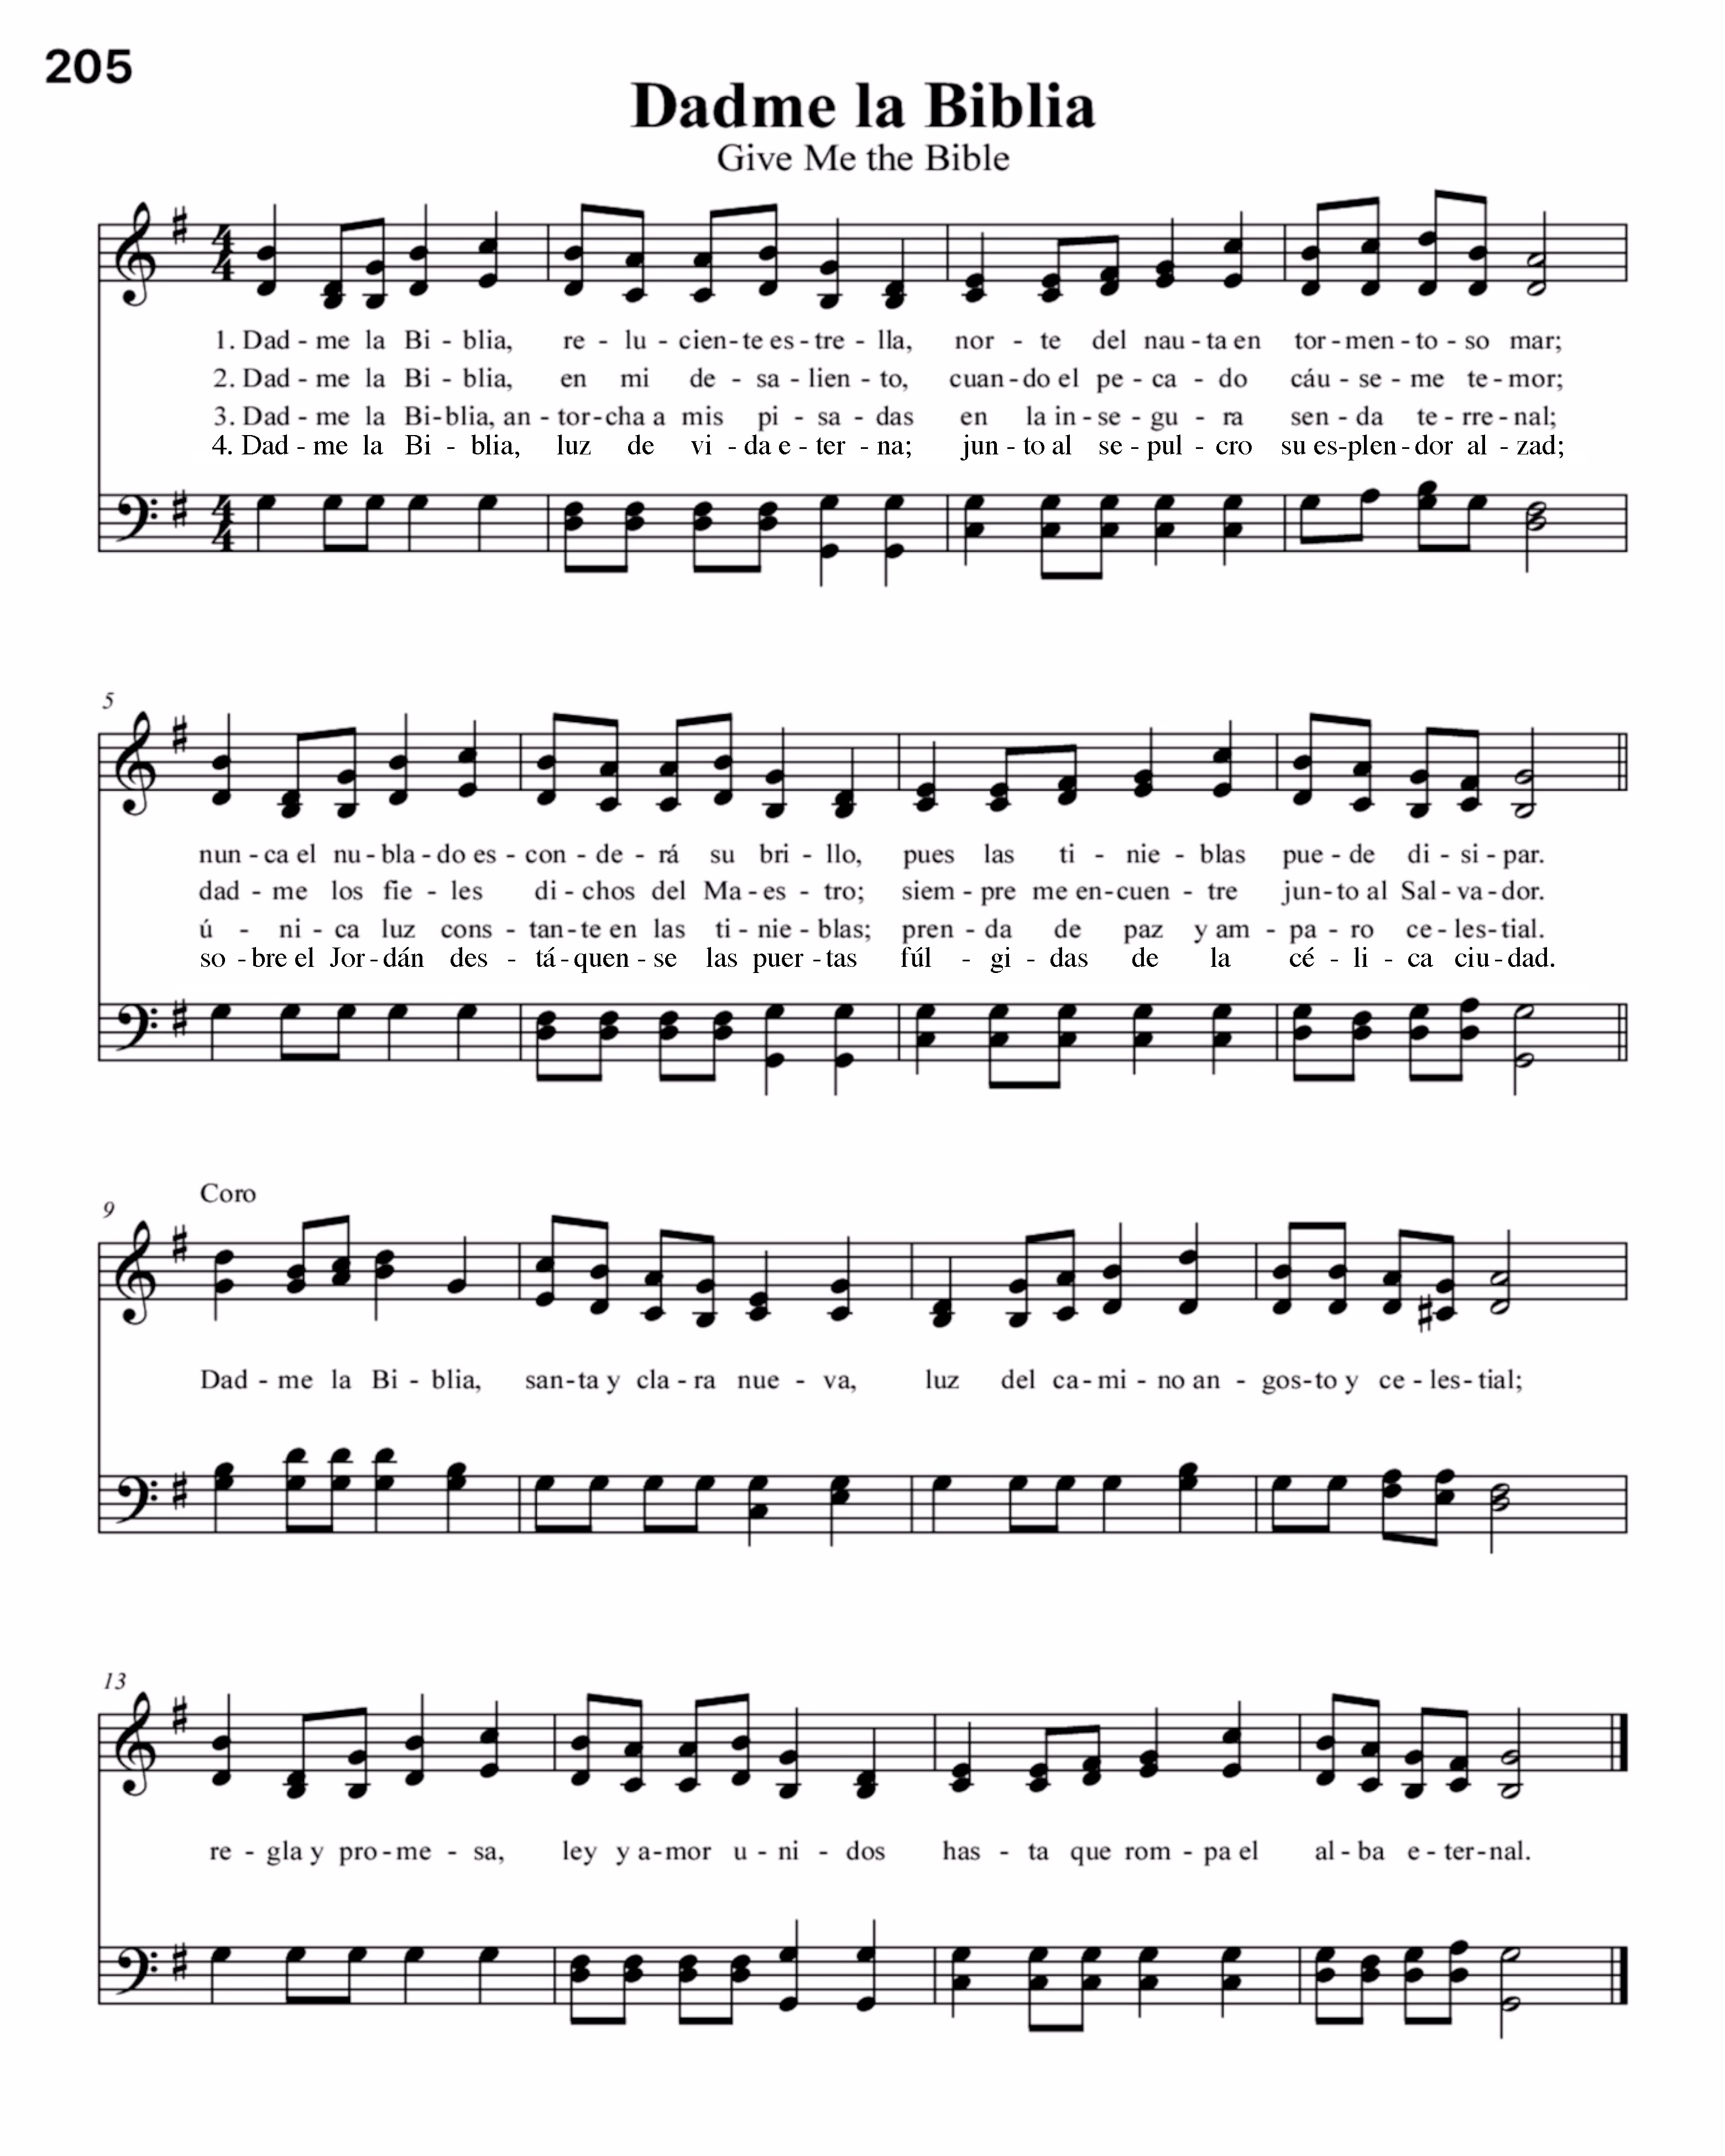 205
Dadme la Biblia
Give Me the Bible
4 4
1. Dad - me la Bi - blia, re - lu - cien - te es - tre - lla, nor - te del nau - ta en tor - men - to - so mar;
2. Dad - me la Bi - blia, en mi de - sa - lien - to, cuan - do el pe - ca - do cáu - se - me te - mor;
3. Dad - me la Bi - blia, an - tor - cha a mis pi - sa - das en la in - se - gu - ra sen - da te - rre - nal;
4. Dad - me la Bi - blia, luz de vi - da e - ter - na; jun - to al se - pul - cro su es - plen - dor al - zad;
4 4
5
nun - ca el nu - bla - do es - con - de - rá su bri - llo, pues las ti - nie - blas pue - de di - si - par.
dad - me los fie - les di - chos del Ma - es - tro; siem - pre me en - cuen - tre jun - to al Sal - va - dor.
ú - ni - ca luz cons - tan - te en las ti - nie - blas; pren - da de paz y am - pa - ro ce - les - tial.
so - bre el Jor - dán des - tá - quen - se las puer - tas fúl - gi - das de la cé - li - ca ciu - dad.
Coro
9
Dad - me la Bi - blia, san - ta y cla - ra nue - va, luz del ca - mi - no an - gos - to y ce - les - tial;
13
re - gla y pro - me - sa, ley y a - mor u - ni - dos has - ta que rom - pa el al - ba e - ter - nal.